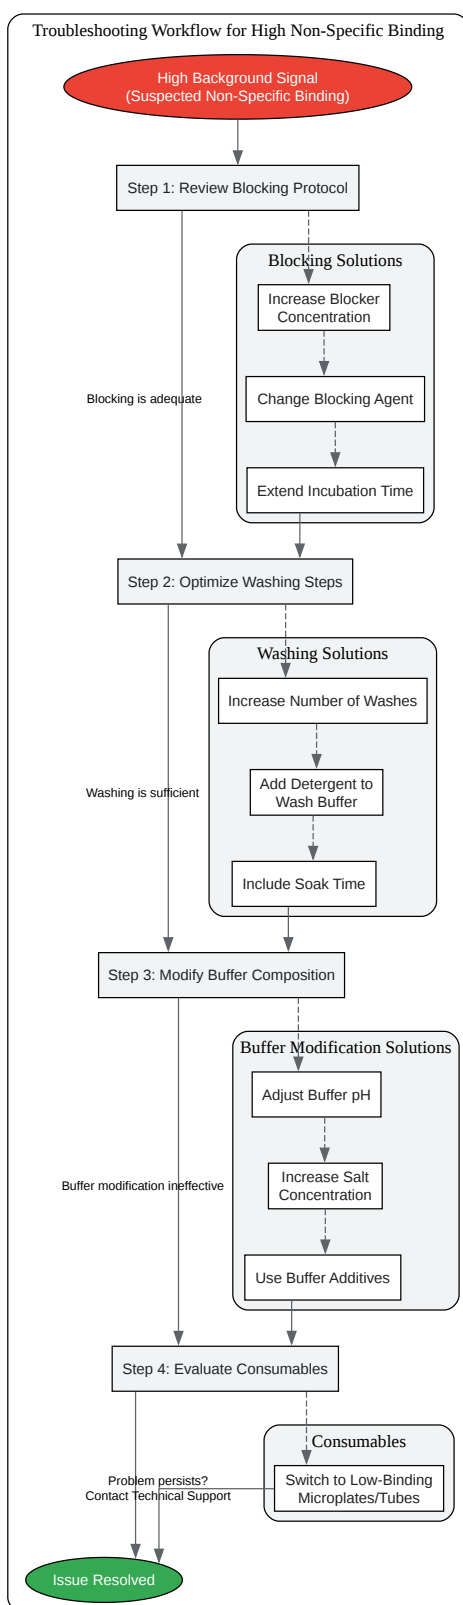 Troubleshooting Workflow for High Non-Specific Binding
High Background Signal
(Suspected Non-Specific Binding)
Step 1: Review Blocking Protocol
Blocking Solutions
Increase Blocker
Concentration
Change Blocking Agent
Blocking is adequate
Extend Incubation Time
Step 2: Optimize Washing Steps
Washing Solutions
Increase Number of Washes
Add Detergent to
Wash Buffer
Washing is sufficient
Include Soak Time
Step 3: Modify Buffer Composition
Buffer Modification Solutions
Adjust Buffer pH
Increase Salt
Concentration
Buffer modification ineffective
Use Buffer Additives
Step 4: Evaluate Consumables
Consumables
Switch to Low-Binding
Microplates/Tubes
Problem persists?
Contact Technical Support
Issue Resolved